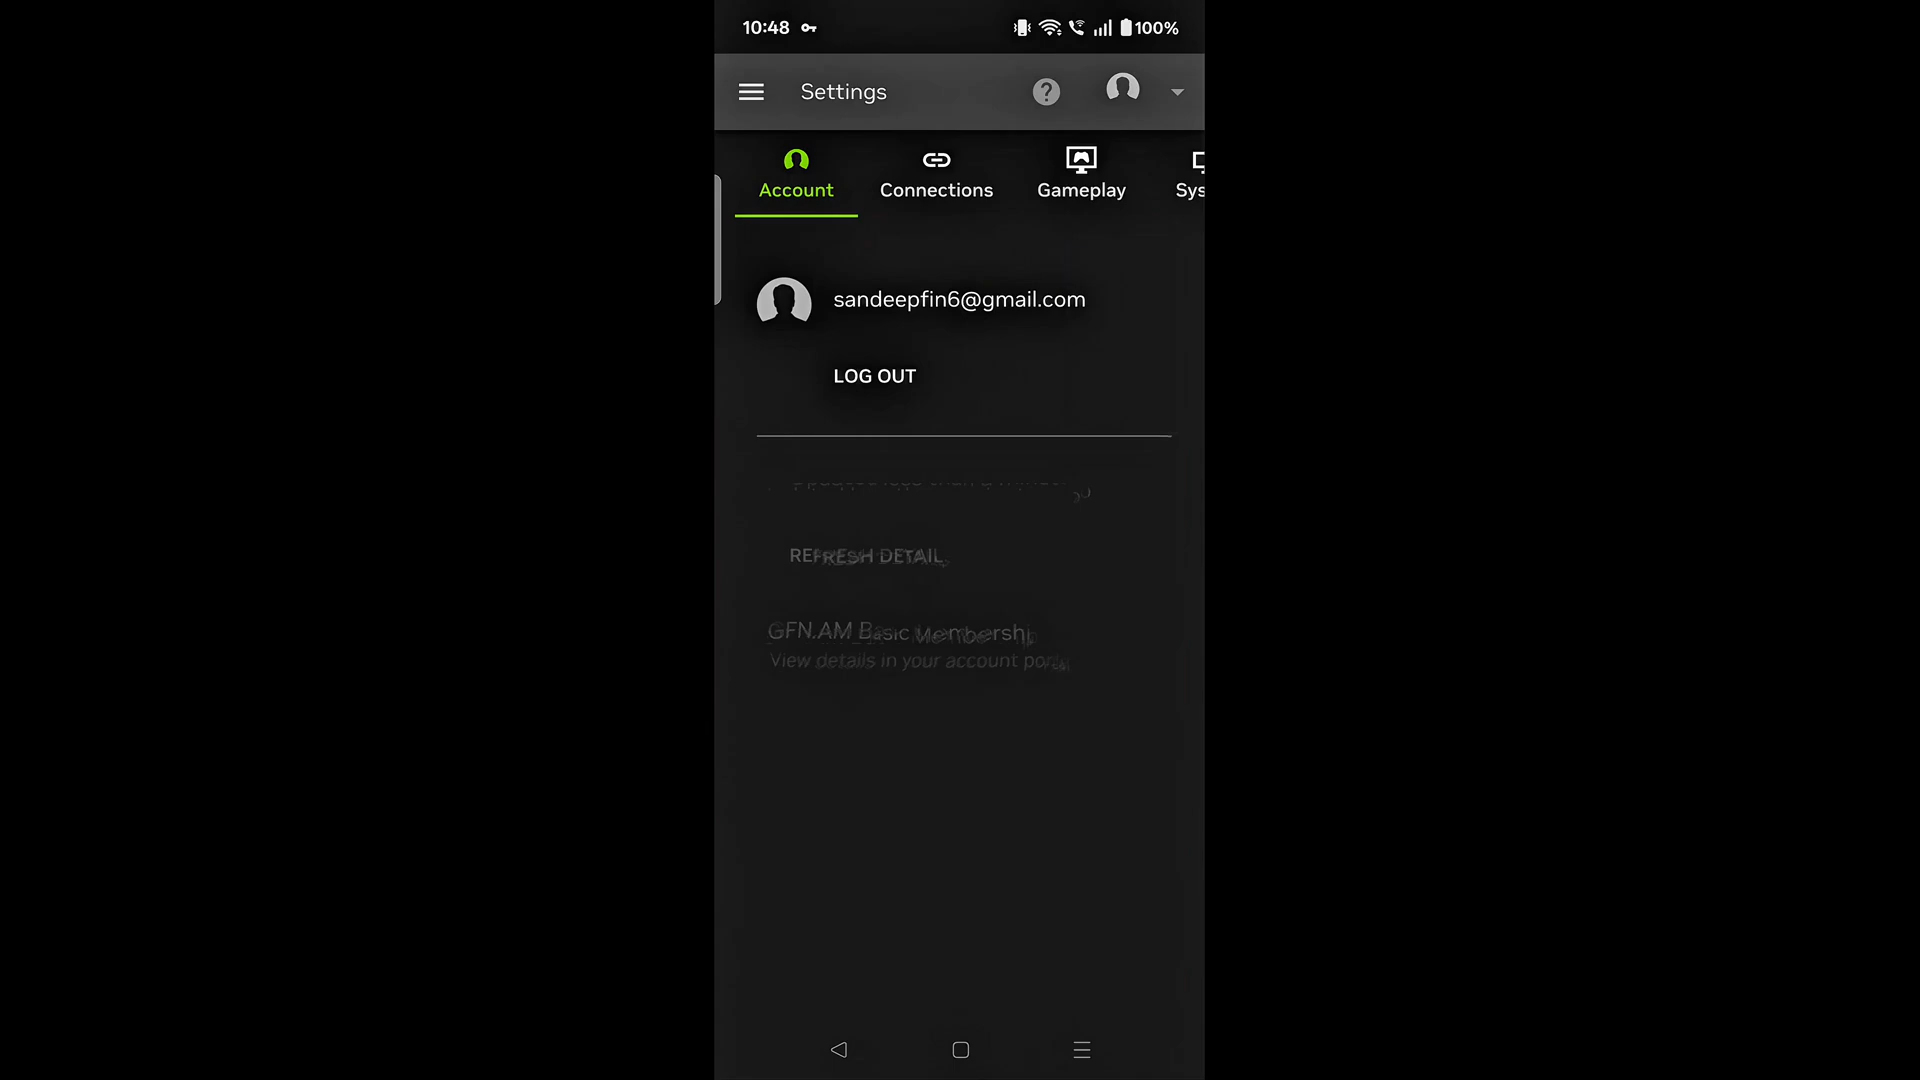 10:48 100%
Settings
Account Connections Gameplay Sys
sandeepfin6@gmail.com
LOG OUT
REFRESH DETAIL
GFN.AM Basic Membership
View details in your account portal